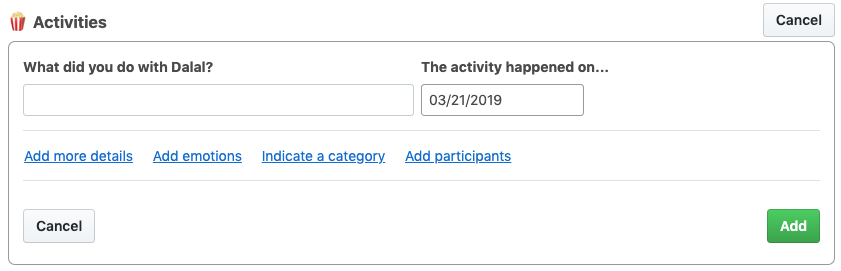 Activities
Cancel
What did you do with Dalal?
The activity happened on...
03/21/2019
Add more details
Add emotions
Indicate a category
Add participants
Cancel
Add